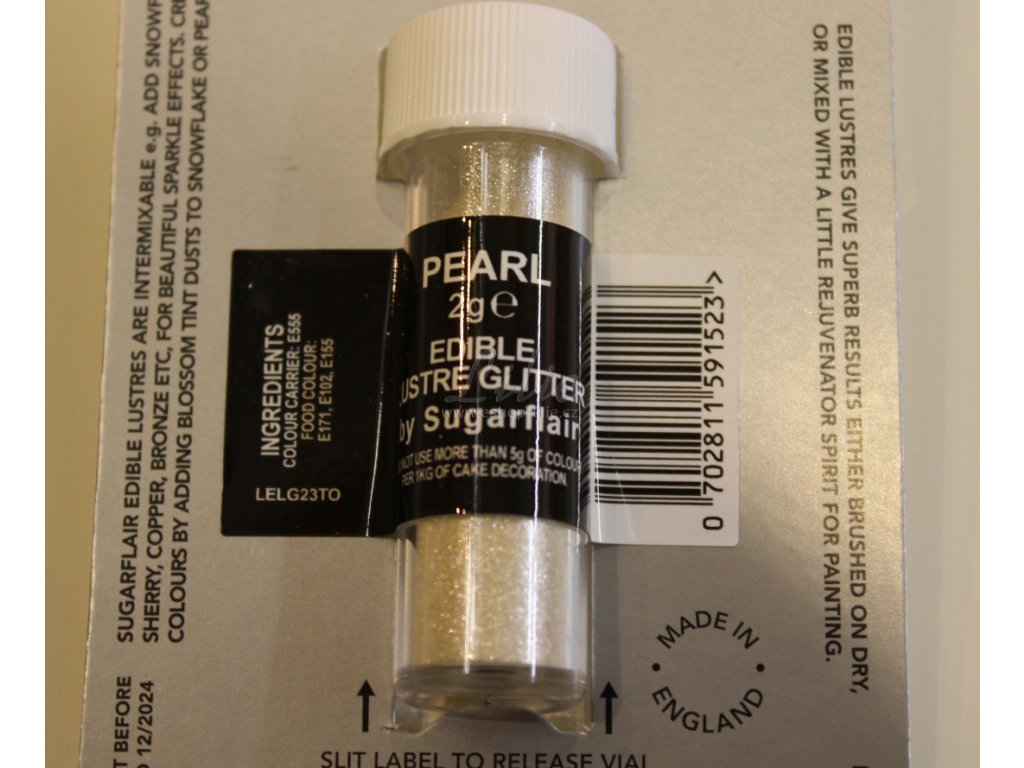 SUGARFLAIR EDIBLE LUSTRES ARE INTERMIXABLE e.g. ADD SNOWF
SHERRY, COPPER, BRONZE ETC, FOR BEAUTIFUL SPARKLE EFFECTS. CRE
COLOURS BY ADDING BLOSSOM TINT DUSTS TO SNOWFLAKE OR PEAR
T BEFORE
12/2024
INGREDIENTS
COLOUR CARRIER: E555
FOOD COLOUR:
E171, E102, E155
LELG23TO
PEARL
2g℮
EDIBLE
USTRE GLITTER
by Sugarflair
NOT USE MORE THAN 5g OF COLOUR
PER 1KG OF CAKE DECORATION.
0 702811 591523 >
EDIBLE LUSTRES GIVE SUPERB RESULTS EITHER BRUSHED ON DRY,
OR MIXED WITH A LITTLE REJUVENATOR SPIRIT FOR PAINTING.
MADE IN
ENGLAND
SLIT LABEL TO RELEASE VIAL